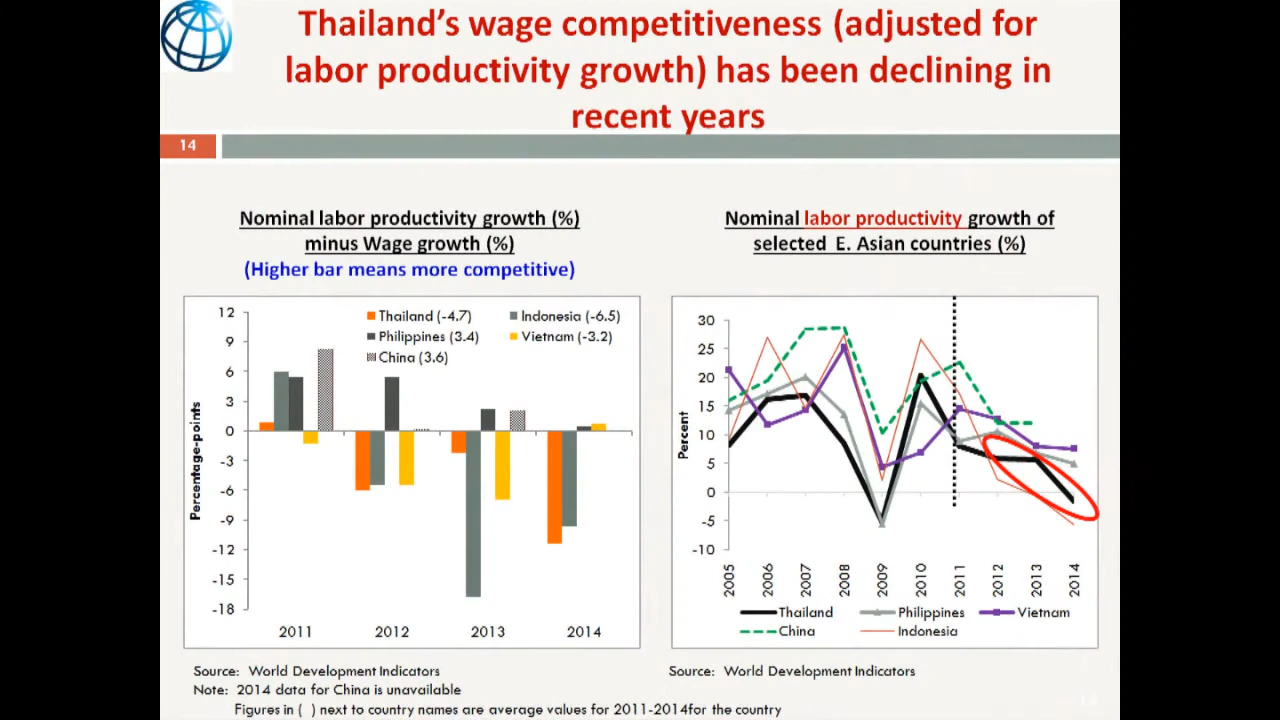 Thailand's wage competitiveness (adjusted for
labor productivity growth) has been declining in
recent years
14
Nominal labor productivity growth (%)
minus Wage growth (%)
(Higher bar means more competitive)
12
9
6
3
0
-3
-6
-9
-12
-15
-18
Percentage-points
Thailand (-4.7)
Indonesia (-6.5)
Philippines (3.4)
Vietnam (-3.2)
China (3.6)
2011
2012
2013
2014
Source: World Development Indicators
Note: 2014 data for China is unavailable
Figures in ( ) next to country names are average values for 2011-2014for the country
Nominal labor productivity growth of
selected E. Asian countries (%)
30
25
20
15
10
5
0
-5
-10
Percent
2005
2006
2007
2008
2009
2010
2011
2012
2013
2014
Thailand
Philippines
Vietnam
China
Indonesia
Source: World Development Indicators